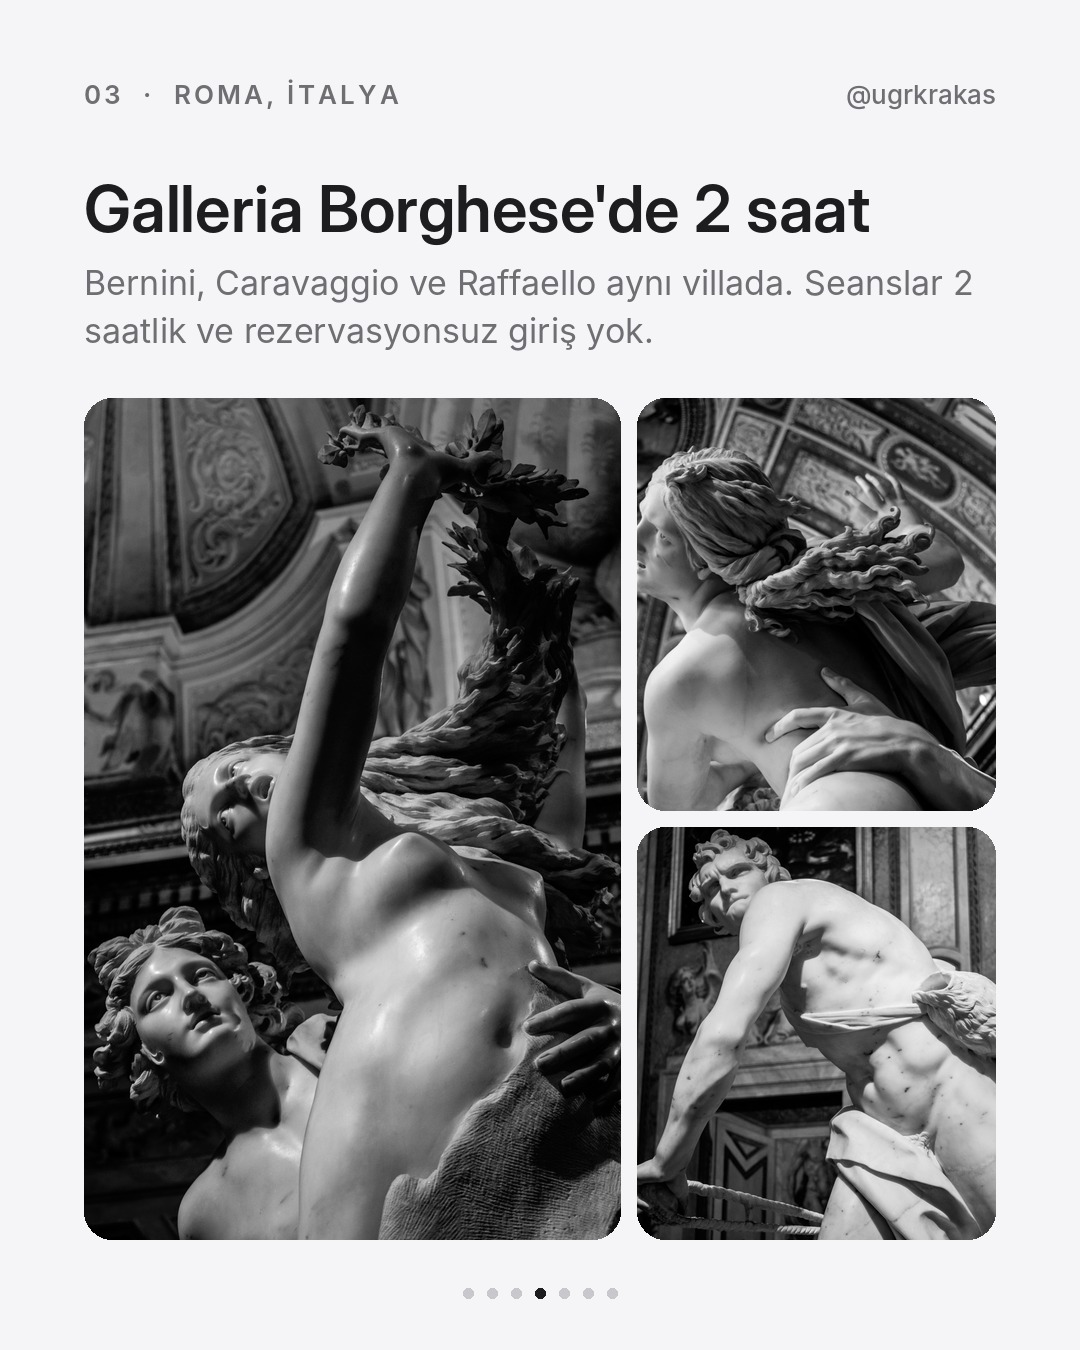 03 · ROMA, İTALYA
@ugrkrakas
Galleria Borghese'de 2 saat
Bernini, Caravaggio ve Raffaello aynı villada. Seanslar 2
saatlik ve rezervasyonsuz giriş yok.